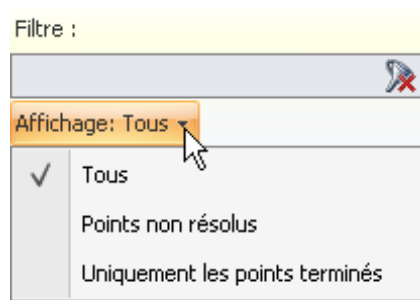 Filtre :
Affichage: Tous
Tous
Points non résolus
Uniquement les points terminés